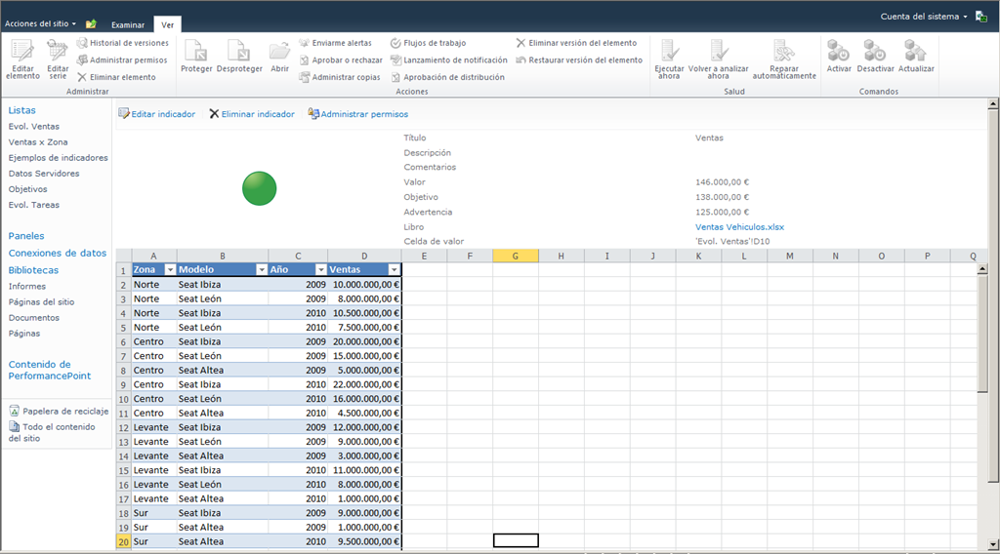 Acciones del sitio
Examinar
Ver
Cuenta del sistema
Editar elemento
Editar serie
Historial de versiones
Administrar permisos
Eliminar elemento
Administrar
Proteger
Desproteger
Abrir
Enviarme alertas
Aprobar o rechazar
Administrar copias
Flujos de trabajo
Lanzamiento de notificación
Aprobación de distribución
Eliminar versión del elemento
Restaurar versión del elemento
Acciones
Ejecutar ahora
Volver a analizar ahora
Reparar automáticamente
Salud
Activar
Desactivar
Actualizar
Comandos
Listas
Evol. Ventas
Ventas x Zona
Ejemplos de indicadores
Datos Servidores
Objetivos
Evol. Tareas
Paneles
Conexiones de datos
Bibliotecas
Informes
Páginas del sitio
Documentos
Páginas
Contenido de
PerformancePoint
Papelera de reciclaje
Todo el contenido
del sitio
Editar indicador
Eliminar indicador
Administrar permisos
Título Ventas
Descripción
Comentarios
Valor 146.000,00 €
Objetivo 138.000,00 €
Advertencia 125.000,00 €
Libro Ventas Vehiculos.xlsx
Celda de valor 'Evol. Ventas'!D10
A B C D E F G H I J K L M N O P Q
1 Zona Modelo Año Ventas
2 Norte Seat Ibiza 2009 10.000.000,00 €
3 Norte Seat León 2009 8.000.000,00 €
4 Norte Seat Ibiza 2010 10.500.000,00 €
5 Norte Seat León 2010 7.500.000,00 €
6 Centro Seat Ibiza 2009 20.000.000,00 €
7 Centro Seat León 2009 15.000.000,00 €
8 Centro Seat Altea 2009 5.000.000,00 €
9 Centro Seat Ibiza 2010 22.000.000,00 €
10 Centro Seat León 2010 16.000.000,00 €
11 Centro Seat Altea 2010 4.500.000,00 €
12 Levante Seat Ibiza 2009 12.000.000,00 €
13 Levante Seat León 2009 9.000.000,00 €
14 Levante Seat Altea 2009 3.000.000,00 €
15 Levante Seat Ibiza 2010 11.000.000,00 €
16 Levante Seat León 2010 8.000.000,00 €
17 Levante Seat Altea 2010 1.000.000,00 €
18 Sur Seat Ibiza 2009 9.000.000,00 €
19 Sur Seat Altea 2009 1.000.000,00 €
20 Sur Seat Altea 2010 9.500.000,00 €